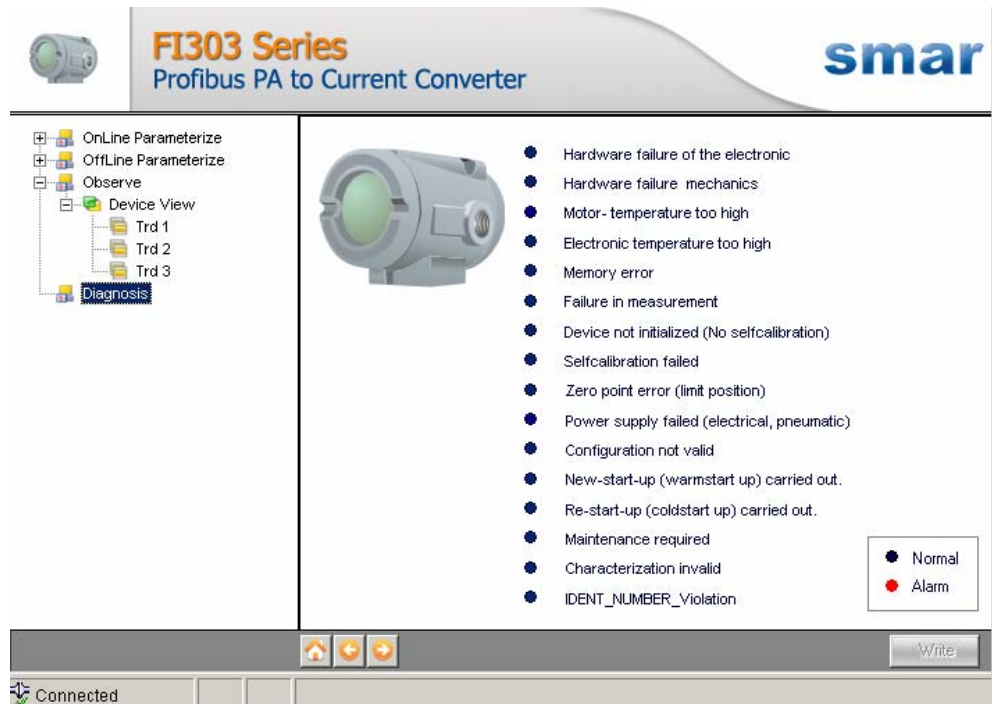 FI303 Series
Profibus PA to Current Converter
smar
OnLine Parameterize
OffLine Parameterize
Observe
Device View
Trd 1
Trd 2
Trd 3
Diagnosis
Hardware failure of the electronic
Hardware failure mechanics
Motor- temperature too high
Electronic temperature too high
Memory error
Failure in measurement
Device not initialized (No selfcalibration)
Selfcalibration failed
Zero point error (limit position)
Power supply failed (electrical, pneumatic)
Configuration not valid
New-start-up (warmstart up) carried out.
Re-start-up (coldstart up) carried out.
Maintenance required
Characterization invalid
IDENT_NUMBER_Violation
Normal
Alarm
Write
Connected